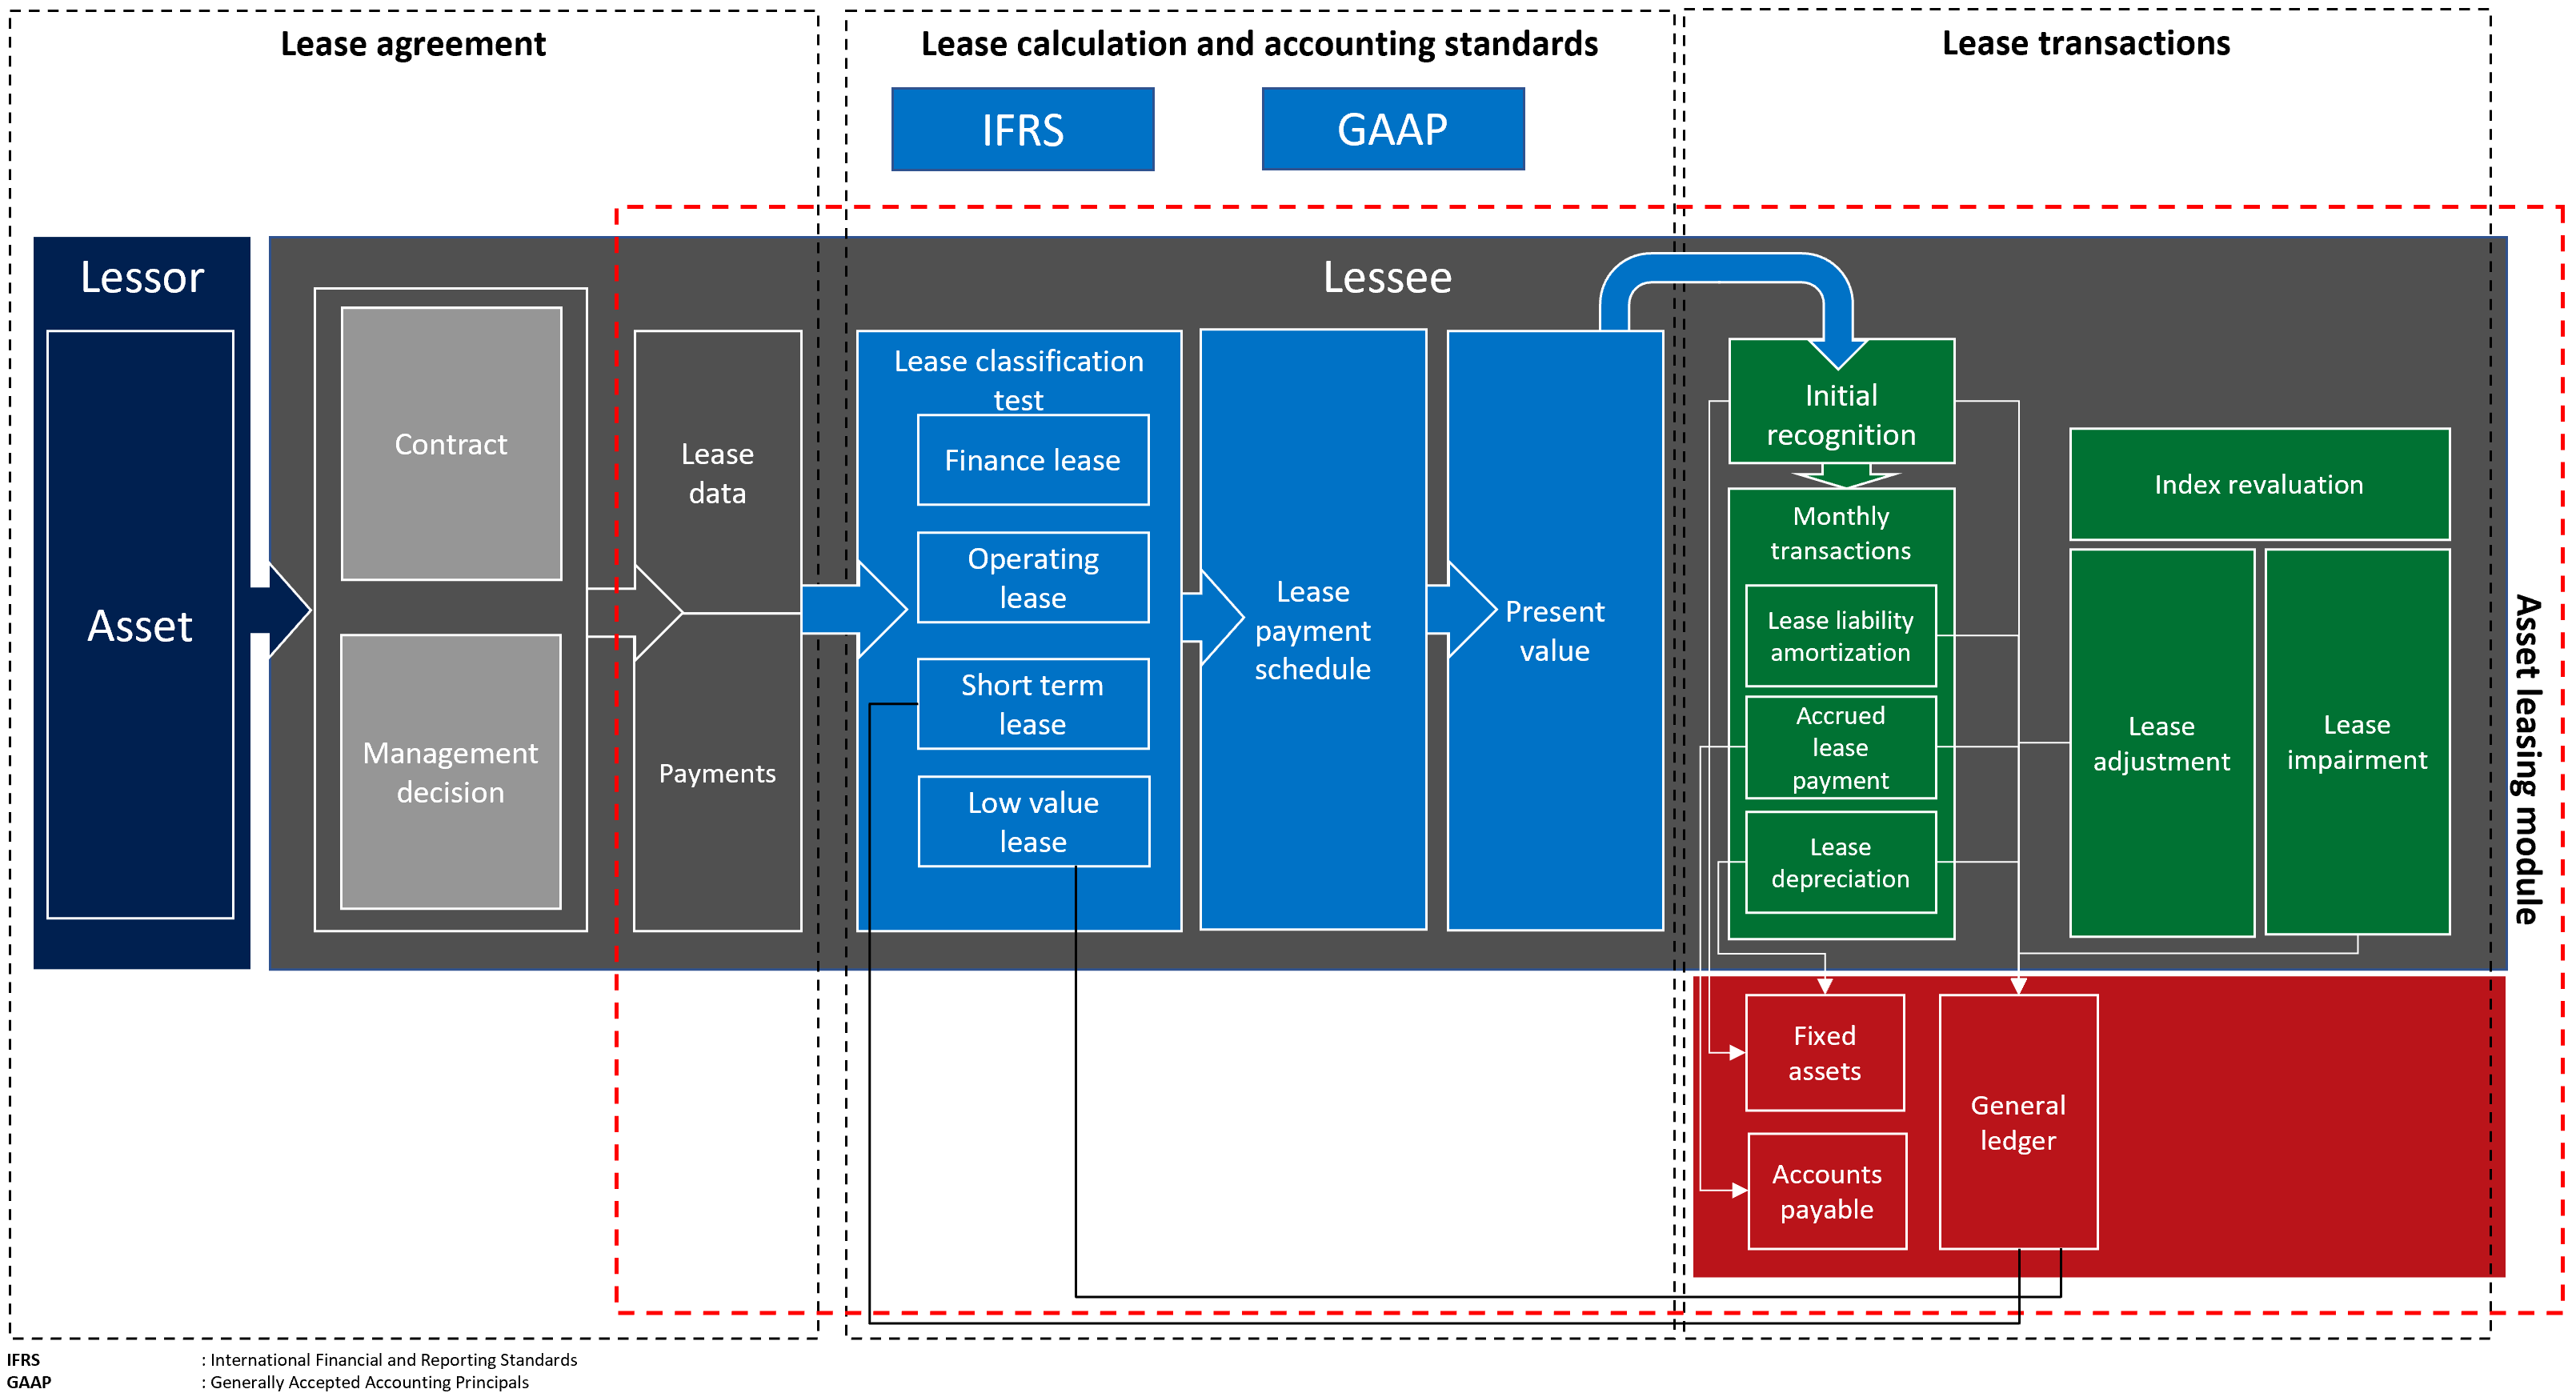 Lease agreement
Lease calculation and accounting standards
Lease transactions
IFRS
GAAP
Lessor
Asset
Lessee
Contract
Management
decision
Lease
data
Payments
Lease classification
test
Finance lease
Operating
lease
Short term
lease
Low value
lease
Lease
payment
schedule
Present
value
Initial
recognition
Monthly
transactions
Lease liability
amortization
Accrued
lease
payment
Lease
depreciation
Index revaluation
Lease
adjustment
Lease
impairment
Asset leasing module
Fixed
assets
Accounts
payable
General
ledger
IFRS : International Financial and Reporting Standards
GAAP : Generally Accepted Accounting Principals